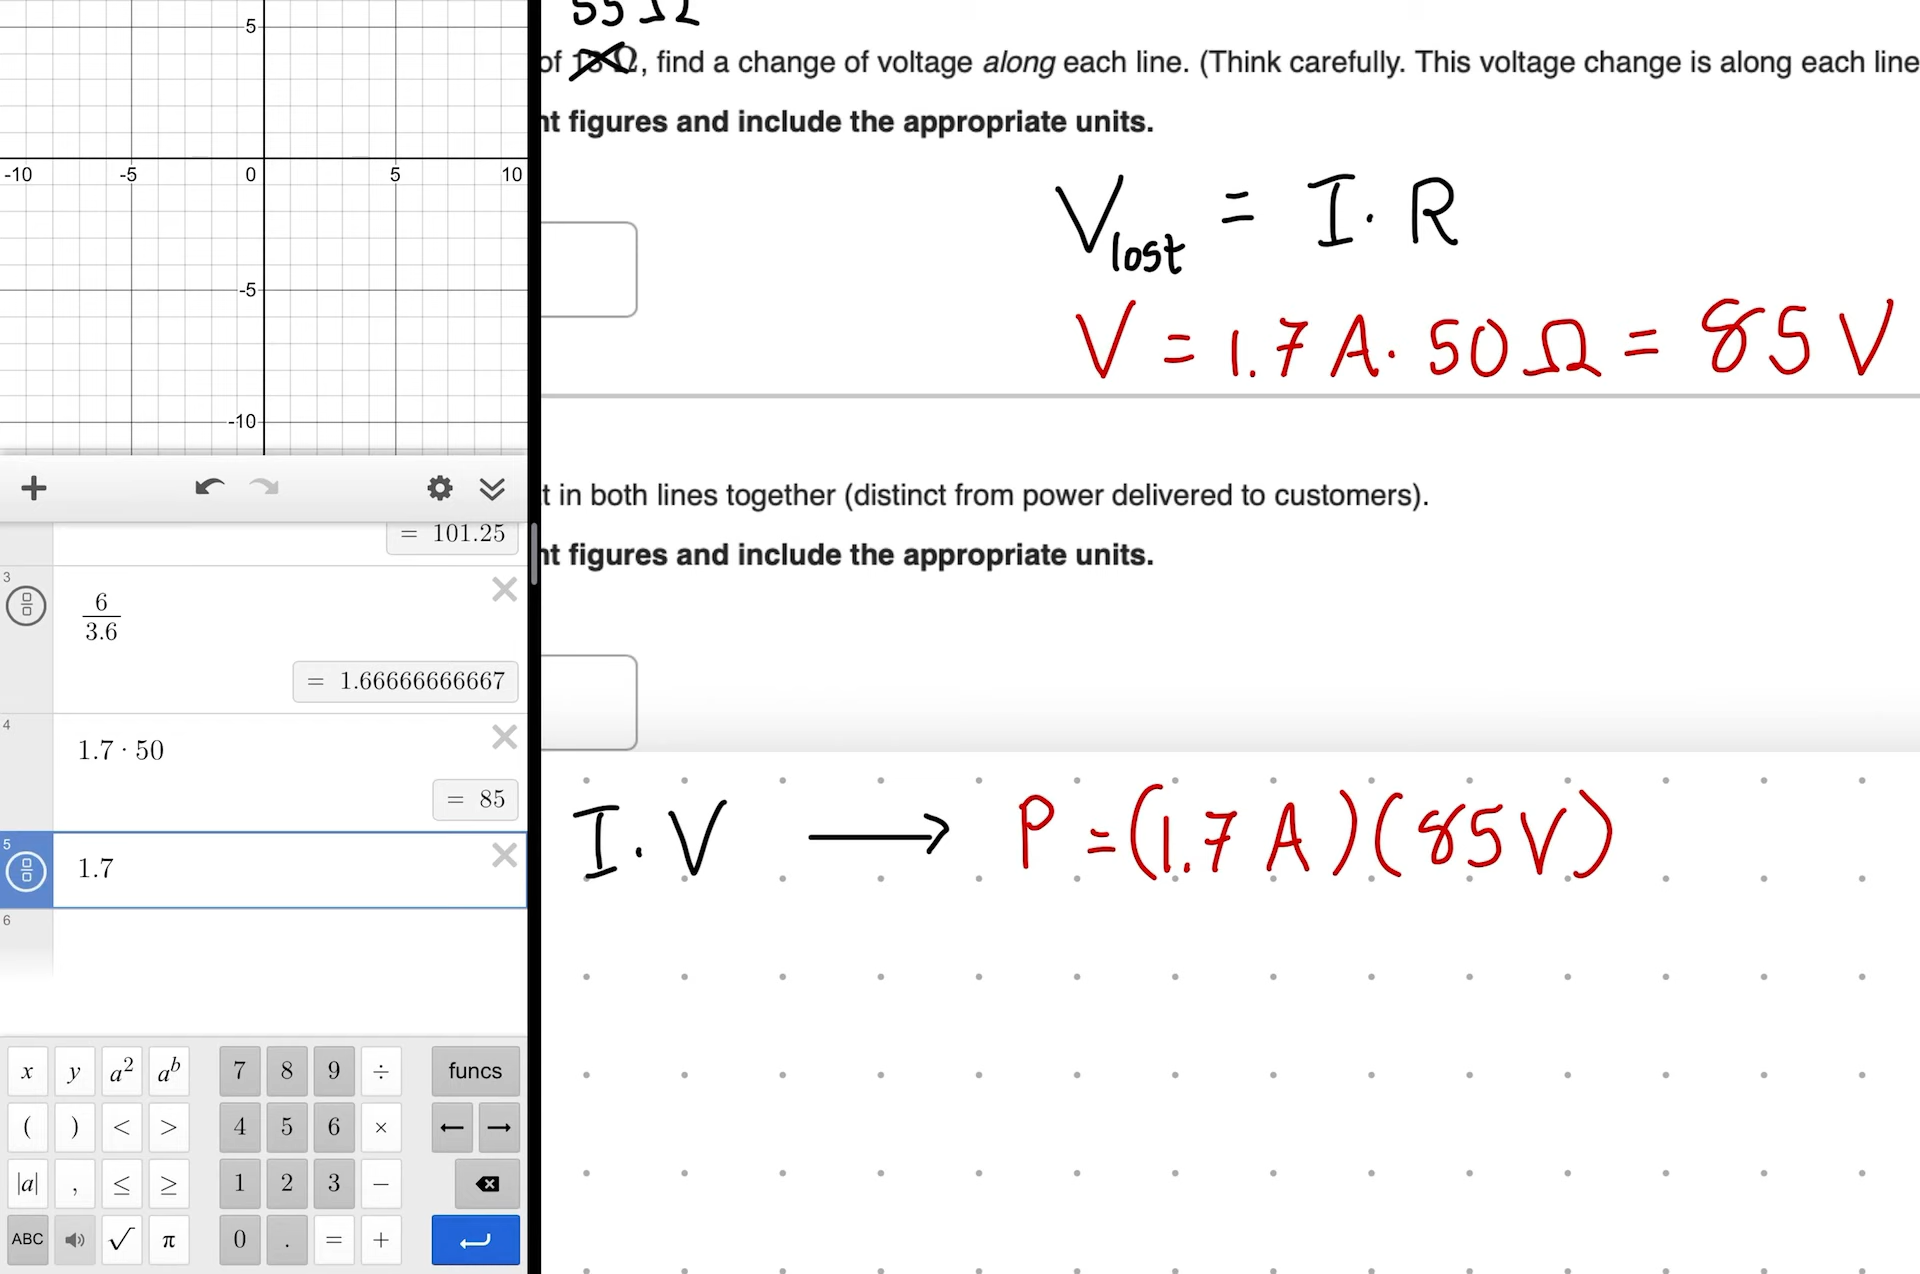 5
-10 -5 0 5 10
-5
-10
= 101.25
3
6
3.6
= 1.66666666667
4
1.7 · 50
= 85
5
1.7
6
x y a² aᵇ 7 8 9 ÷ funcs
( ) < > 4 5 6 × ← →
|a| , ≤ ≥ 1 2 3 −
ABC √ π 0 . = +
of Ω, find a change of voltage along each line. (Think carefully. This voltage change is along each line
nt figures and include the appropriate units.
V lost = I · R
V = 1.7 A · 50 Ω = 85 V
t in both lines together (distinct from power delivered to customers).
nt figures and include the appropriate units.
I · V → P = (1.7 A)(85 V)